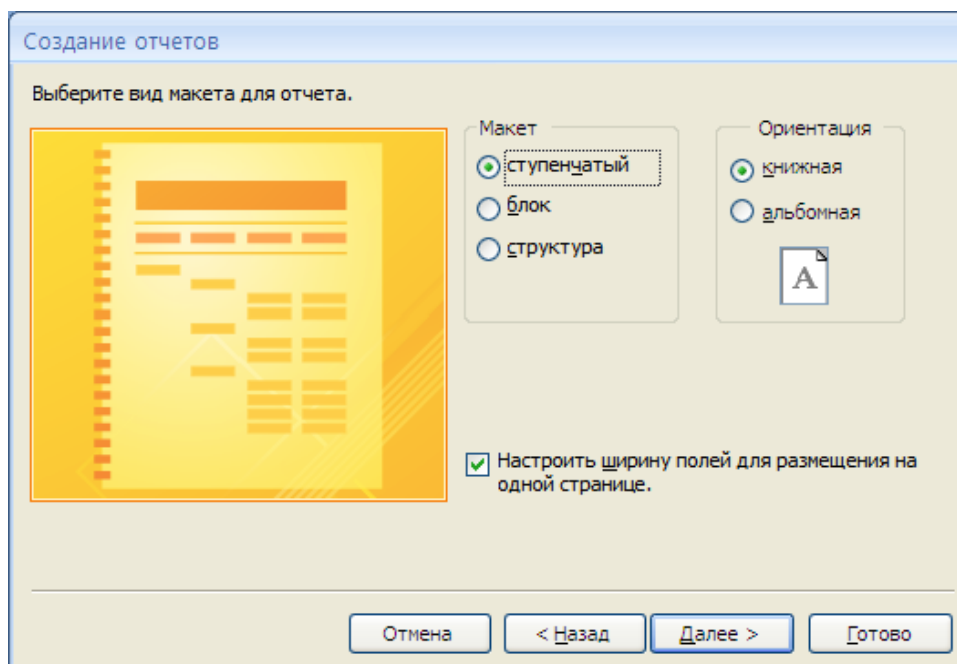 Создание отчетов
Выберите вид макета для отчета.
Макет
ступенчатый
блок
структура
Ориентация
книжная
альбомная
A
Настроить ширину полей для размещения на
одной странице.
Отмена
< Назад
Далее >
Готово